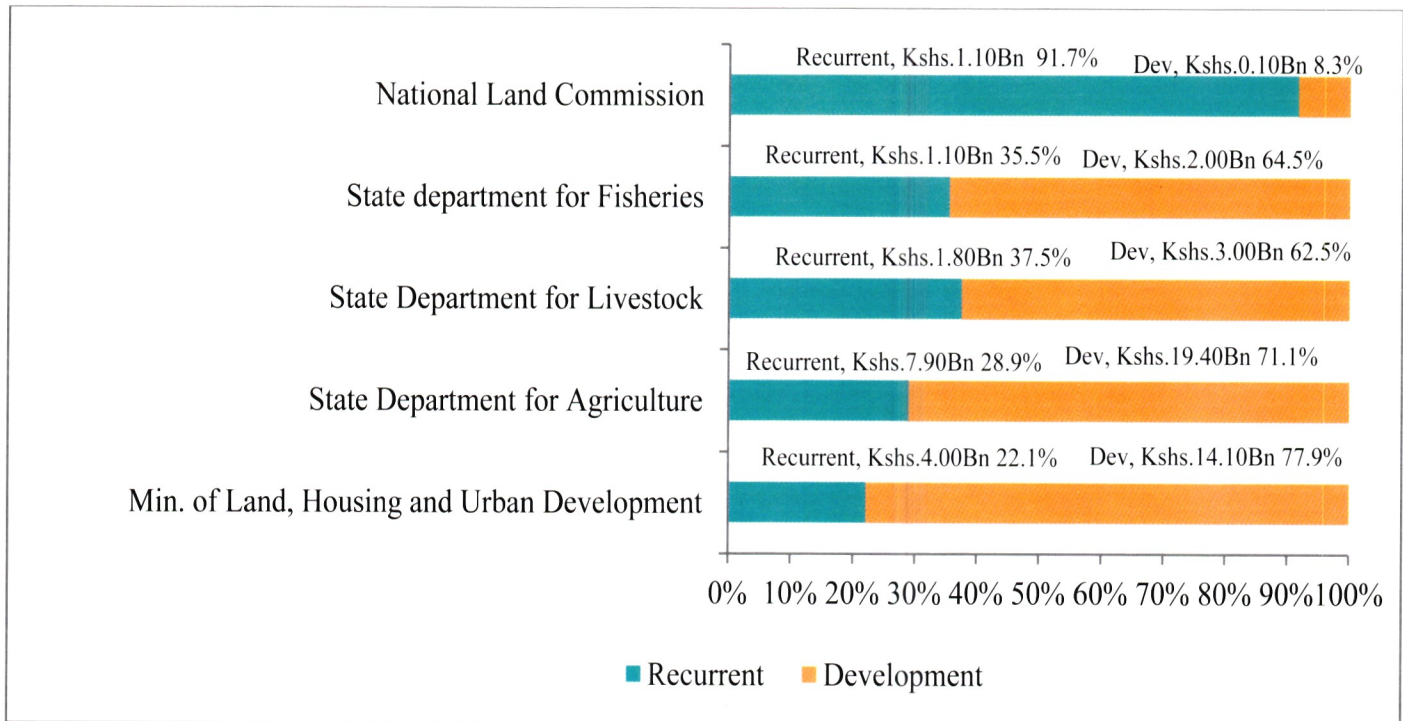 Recurrent, Kshs.1.10Bn 91.7% Dev, Kshs.0.10Bn 8.3%
National Land Commission
Recurrent, Kshs.1.10Bn 35.5% Dev, Kshs.2.00Bn 64.5%
State department for Fisheries
Recurrent, Kshs.1.80Bn 37.5% Dev, Kshs.3.00Bn 62.5%
State Department for Livestock
Recurrent, Kshs.7.90Bn 28.9% Dev, Kshs.19.40Bn 71.1%
State Department for Agriculture
Recurrent, Kshs.4.00Bn 22.1% Dev, Kshs.14.10Bn 77.9%
Min. of Land, Housing and Urban Development
0% 10% 20% 30% 40% 50% 60% 70% 80% 90% 100%
Recurrent Development